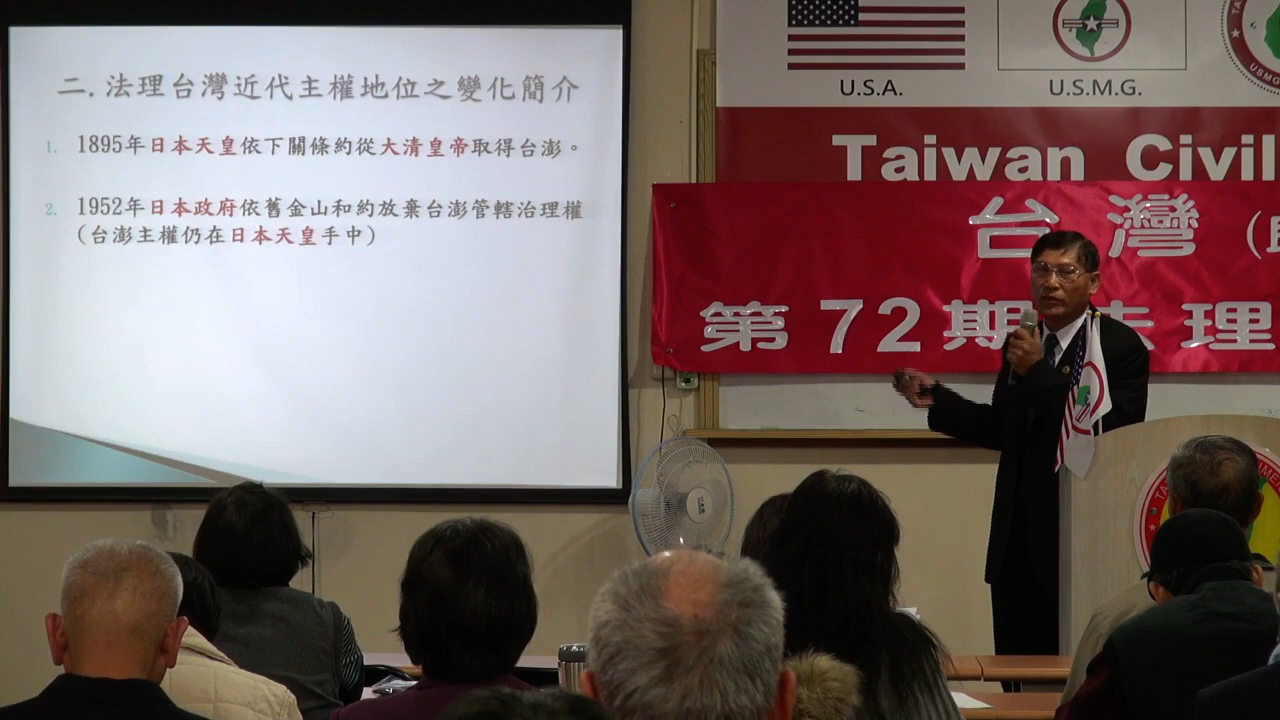 二. 法理台灣近代主權地位之變化簡介
1. 1895年日本天皇依下關條約從大清皇帝取得台澎。
2. 1952年日本政府依舊金山和約放棄台澎管轄治理權
(台澎主權仍在日本天皇手中)
U.S.A.
U.S.M.G.
USMG
Taiwan Civil
台灣
第72期法理